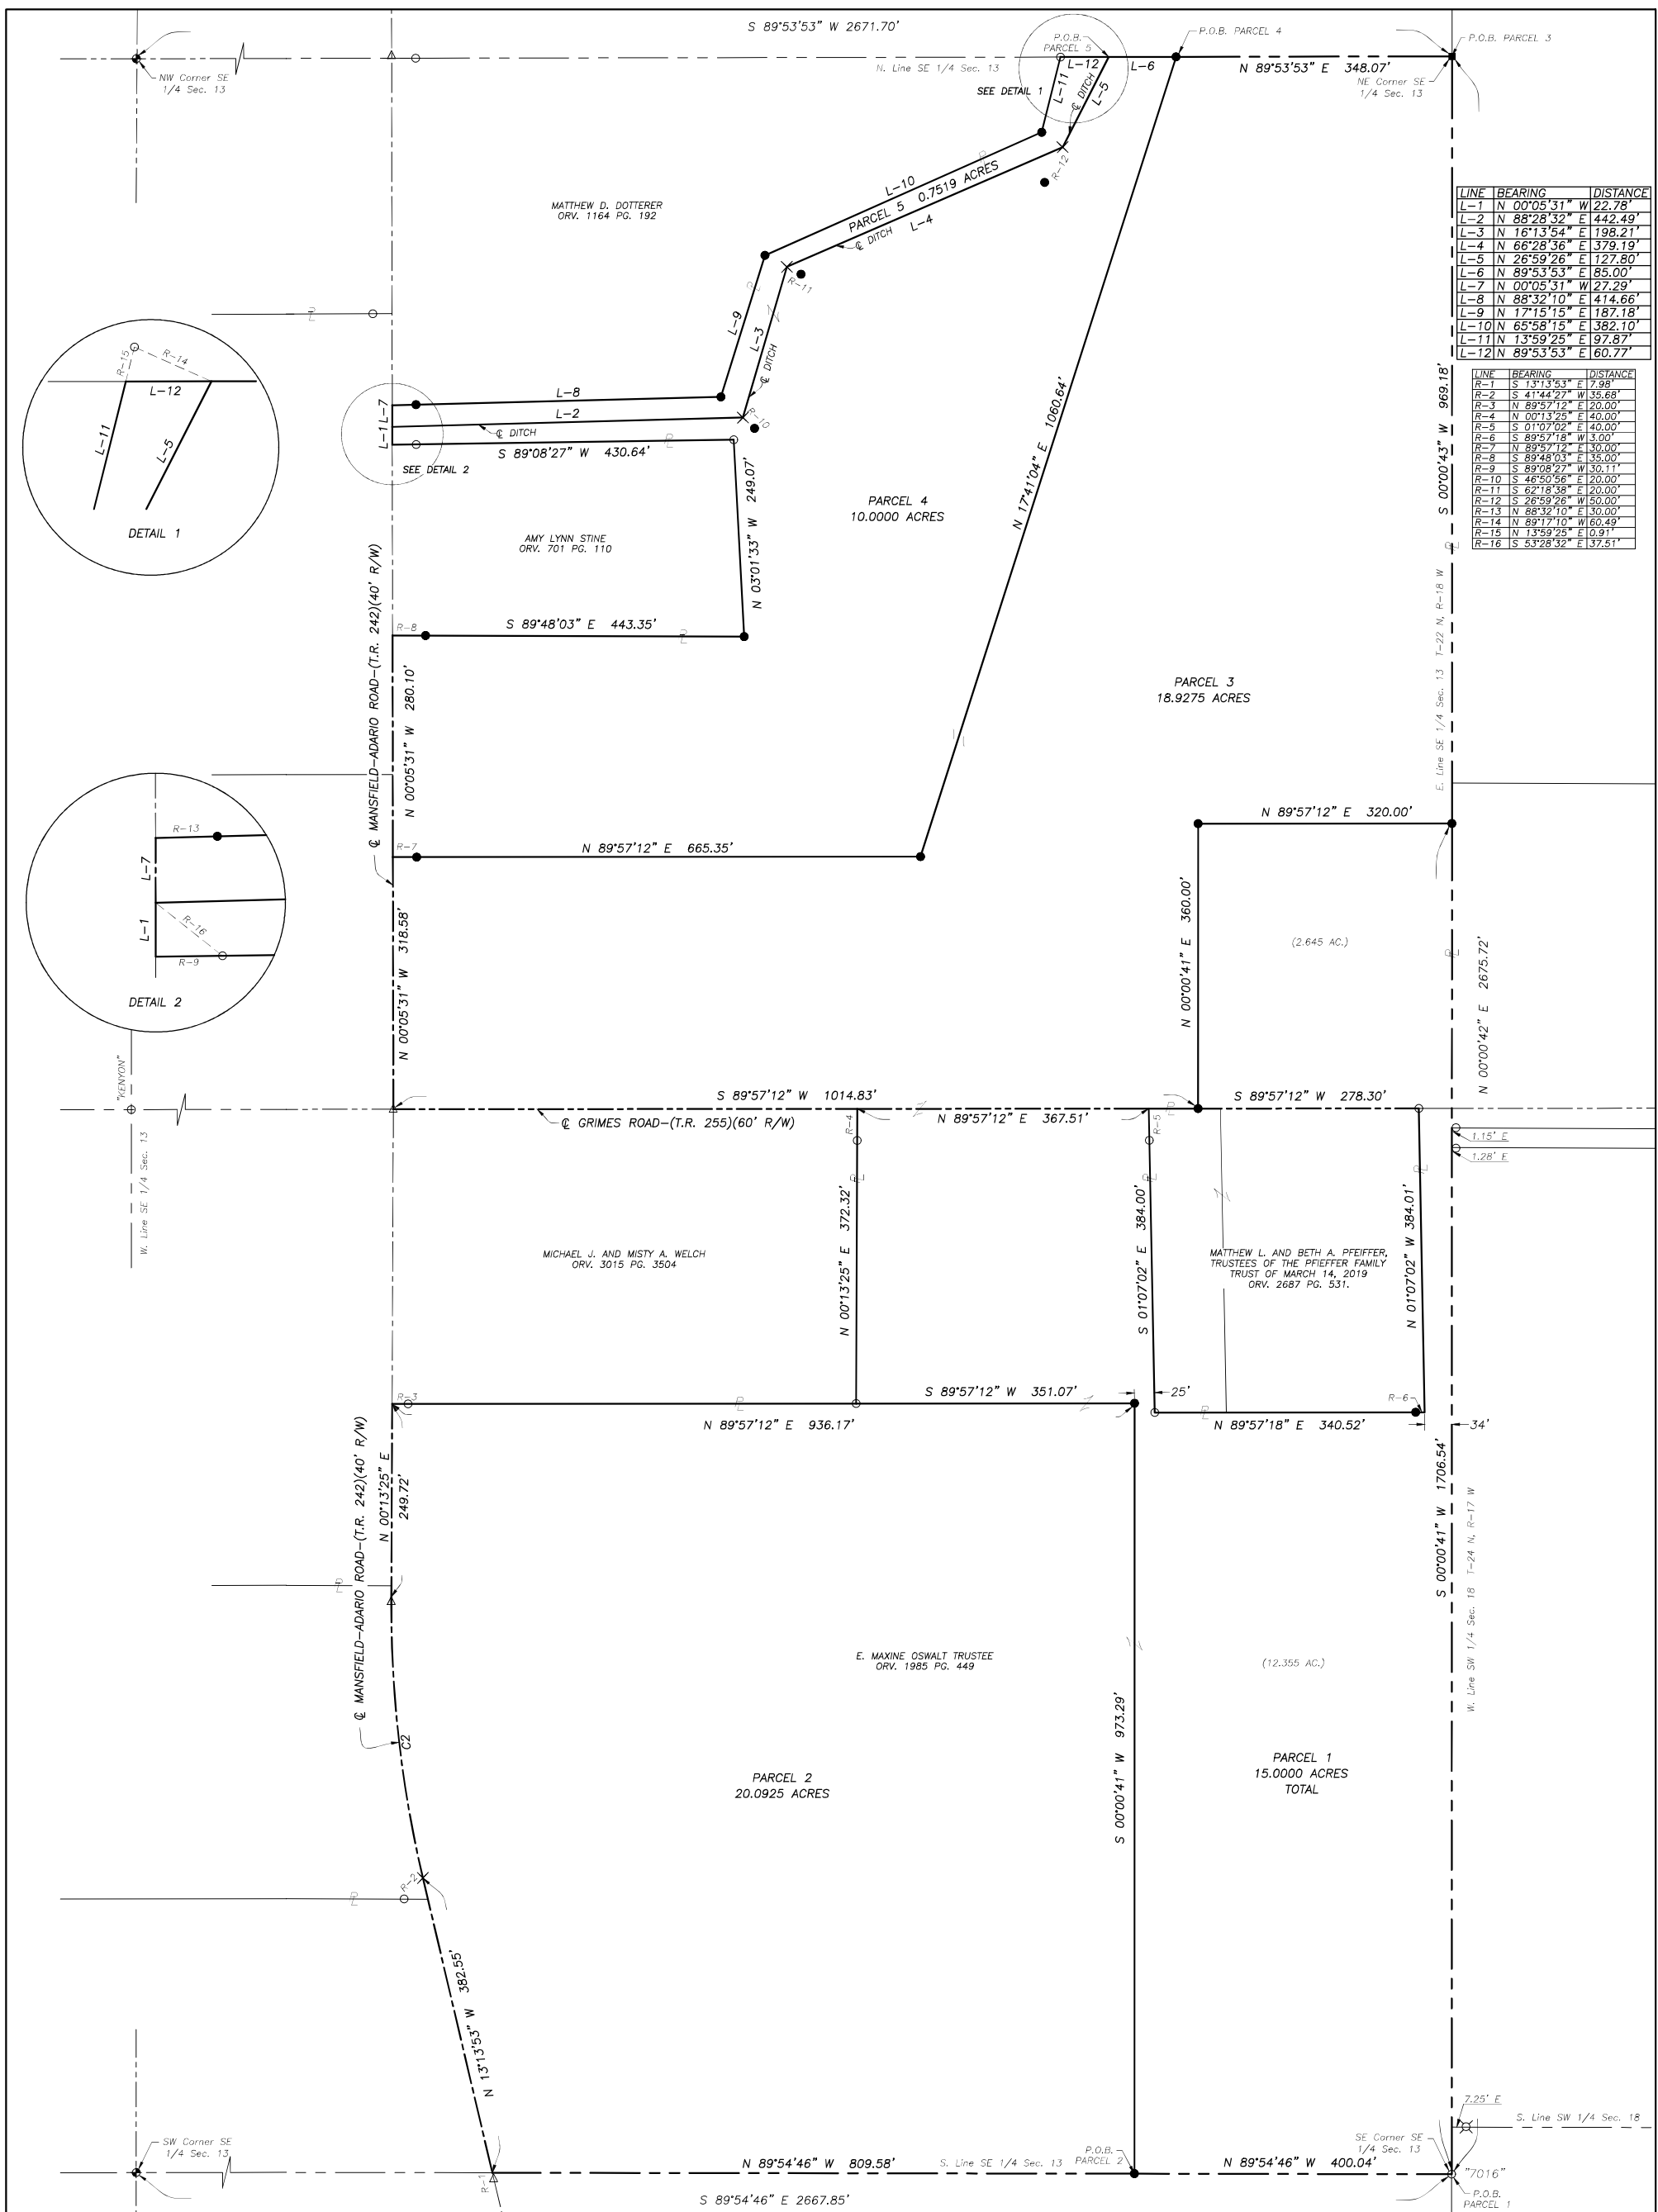 S 89°53'53" W 2671.70'
P.O.B.
PARCEL 5
P.O.B. PARCEL 4
P.O.B. PARCEL 3
NW Corner SE
1/4 Sec. 13
N. Line SE 1/4 Sec. 13
L-12
L-6
N 89°53'53" E 348.07'
NE Corner SE
1/4 Sec. 13
SEE DETAIL 1
L-11
℄ DITCH
L-5
R-12
L-10
PARCEL 5 0.7519 ACRES
L-4
℄ DITCH
MATTHEW D. DOTTERER
ORV. 1164 PG. 192
R-11
L-9
L-3
℄ DITCH
LINE BEARING DISTANCE
L-1 N 00°05'31" W 22.78'
L-2 N 88°28'32" E 442.49'
L-3 N 16°13'54" E 198.21'
L-4 N 66°28'36" E 379.19'
L-5 N 26°59'26" E 127.80'
L-6 N 89°53'53" E 85.00'
L-7 N 00°05'31" W 27.29'
L-8 N 88°32'10" E 414.66'
L-9 N 17°15'15" E 187.18'
L-10 N 65°58'15" E 382.10'
L-11 N 13°59'25" E 97.87'
L-12 N 89°53'53" E 60.77'
LINE BEARING DISTANCE
R-1 S 13°13'53" E 7.98'
R-2 S 41°44'27" W 35.68'
R-3 N 89°57'12" E 20.00'
R-4 N 00°13'25" E 40.00'
R-5 S 01°07'02" E 40.00'
R-6 S 89°57'18" W 3.00'
R-7 N 89°57'12" E 30.00'
R-8 S 89°48'03" E 35.00'
R-9 S 89°08'27" W 30.11'
R-10 S 46°50'56" E 20.00'
R-11 S 62°18'38" E 20.00'
R-12 S 26°59'26" W 50.00'
R-13 N 88°32'10" E 30.00'
R-14 N 89°17'10" W 60.49'
R-15 N 13°59'25" E 0.91'
R-16 S 53°28'32" E 37.51'
R-15
R-14
L-12
L-11
L-5
DETAIL 1
L-8
L-7
L-2
L-1
℄ DITCH
R-10
S 89°08'27" W 430.64'
SEE DETAIL 2
N 03°01'33" W 249.07'
PARCEL 4
10.0000 ACRES
N 17°41'04" E 1060.64'
S 00°00'43" W 969.18'
AMY LYNN STINE
ORV. 701 PG. 110
E. Line SE 1/4 Sec. 13 T-22 N, R-18 W
R-8
S 89°48'03" E 443.35'
℄ MANSFIELD-ADARIO ROAD-(T.R. 242)(40' R/W)
N 00°05'31" W 280.10'
PARCEL 3
18.9275 ACRES
R-7
N 89°57'12" E 665.35'
N 89°57'12" E 320.00'
R-13
L-7
L-1
R-16
R-9
DETAIL 2
N 00°05'31" W 318.58'
N 00°00'41" E 360.00'
(2.645 AC.)
N 00°00'42" E 2675.72'
"KENYON"
S 89°57'12" W 1014.83'
S 89°57'12" W 278.30'
℄ GRIMES ROAD-(T.R. 255)(60' R/W)
R-4
N 89°57'12" E 367.51'
R-5
1.15' E
1.28' E
W. Line SE 1/4 Sec. 13
MICHAEL J. AND MISTY A. WELCH
ORV. 3015 PG. 3504
N 00°13'25" E 372.32'
S 01°07'02" E 384.00'
MATTHEW L. AND BETH A. PFEIFFER,
TRUSTEES OF THE PFIEFFER FAMILY
TRUST OF MARCH 14, 2019
ORV. 2687 PG. 531.
N 01°07'02" W 384.01'
R-3
S 89°57'12" W 351.07'
25'
R-6
N 89°57'12" E 936.17'
N 89°57'18" E 340.52'
34'
℄ MANSFIELD-ADARIO ROAD-(T.R. 242)(40' R/W)
N 00°13'25" E
249.72'
S 00°00'41" W 1706.54'
W. Line SW 1/4 Sec. 18 T-24 N, R-17 W
E. MAXINE OSWALT TRUSTEE
ORV. 1985 PG. 449
(12.355 AC.)
C2
S 00°00'41" W 973.29'
PARCEL 2
20.0925 ACRES
PARCEL 1
15.0000 ACRES
TOTAL
R-2
N 13°13'53" W 382.55'
7.25' E
S. Line SW 1/4 Sec. 18
SW Corner SE
1/4 Sec. 13
SE Corner SE
1/4 Sec. 13
R-1
N 89°54'46" W 809.58'
S. Line SE 1/4 Sec. 13
P.O.B.
PARCEL 2
N 89°54'46" W 400.04'
"7016"
P.O.B.
PARCEL 1
S 89°54'46" E 2667.85'